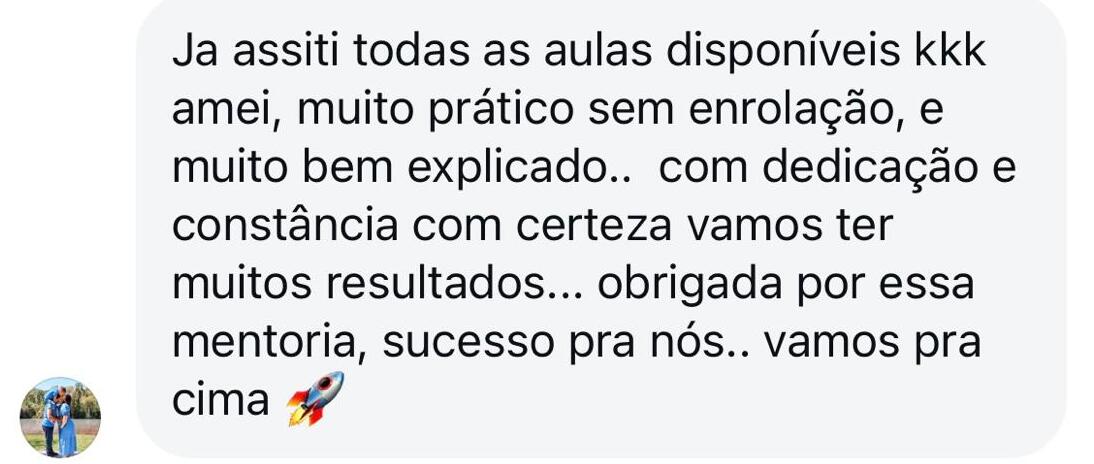 Ja assiti todas as aulas disponíveis kkk
amei, muito prático sem enrolação, e
muito bem explicado..  com dedicação e
constância com certeza vamos ter
muitos resultados... obrigada por essa
mentoria, sucesso pra nós.. vamos pra
cima 🚀